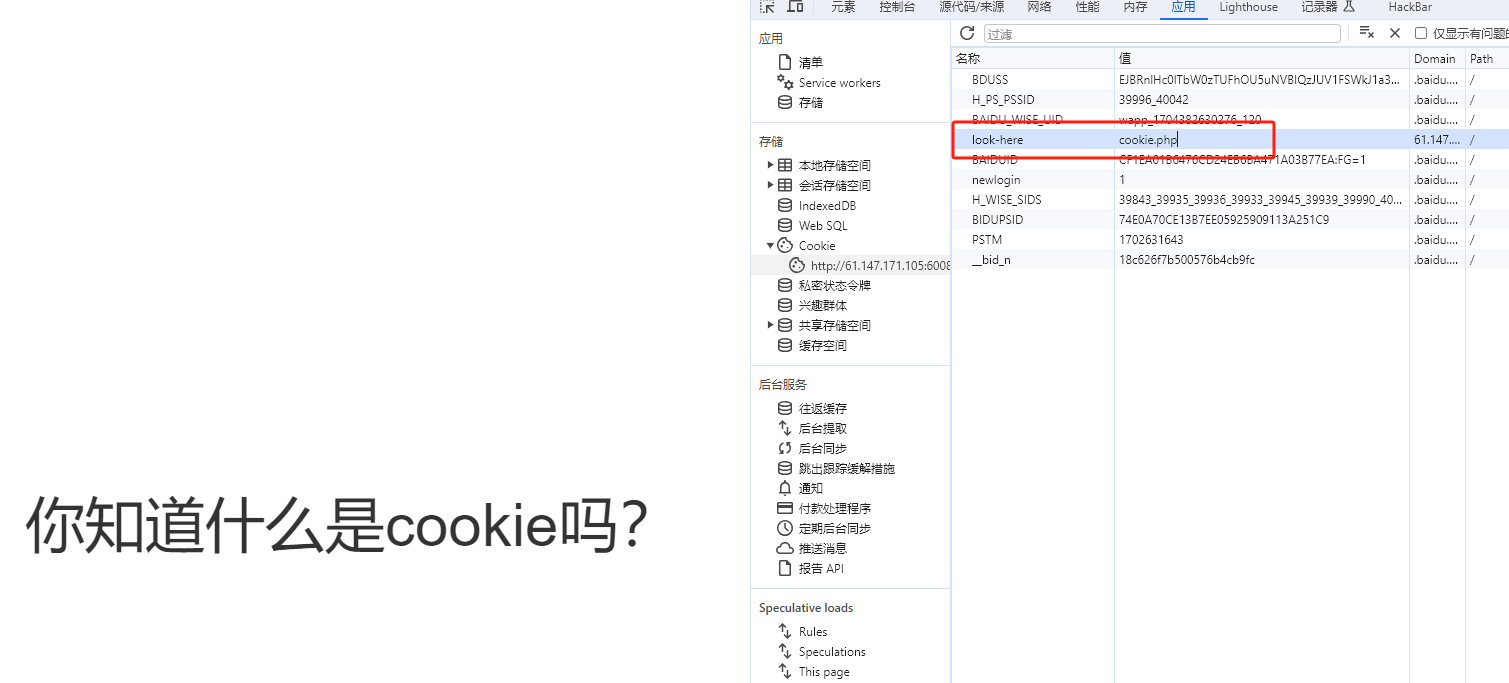 元素 控制台 源代码/来源 网络 性能 内存 应用 Lighthouse 记录器 HackBar
应用
清单
Service workers
存储
存储
本地存储空间
会话存储空间
IndexedDB
Web SQL
Cookie
http://61.147.171.105:6008
私密状态令牌
兴趣群体
共享存储空间
缓存空间
后台服务
往返缓存
后台提取
后台同步
跳出跟踪缓解措施
通知
付款处理程序
定期后台同步
推送消息
报告 API
Speculative loads
Rules
Speculations
This page
过滤 仅显示有问题的
名称 值 Domain Path
BDUSS .baidu.... /
H_PS_PSSID 39996_40042 .baidu.... /
BAIDU_WISE_UID wapp_1704382630276_120 .baidu.... /
look-here cookie.php 61.147.... /
BAIDUID CF1EA01B6476CD24EB6BA471A03B77EA:FG=1 .baidu.... /
newlogin 1 .baidu.... /
H_WISE_SIDS 39843_39935_39936_39933_39945_39939_39990_40... .baidu.... /
BIDUPSID 74E0A70CE13B7EE05925909113A251C9 .baidu.... /
PSTM 1702631643 .baidu.... /
__bid_n 18c626f7b500576b4cb9fc .baidu.... /
你知道什么是cookie吗?